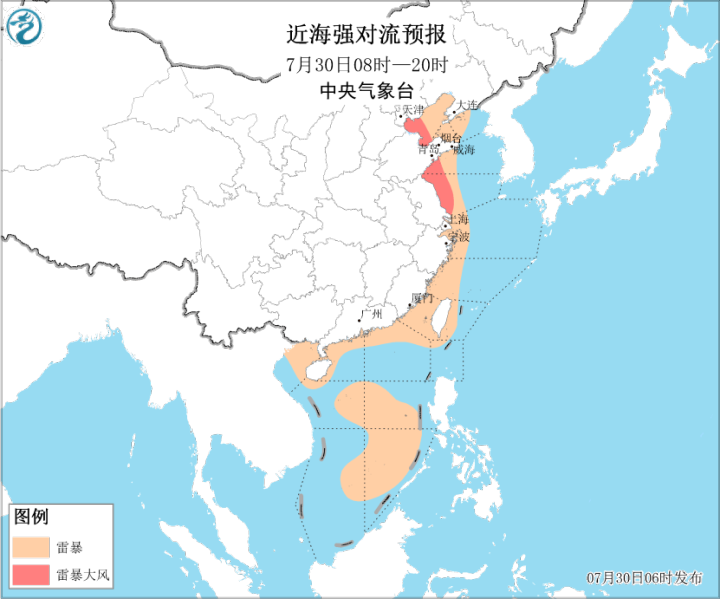 近海强对流预报
7月30日08时—20时
中央气象台
天津
大连
烟台
青岛
威海
上海
宁波
厦门
广州
图例
雷暴
雷暴大风
07月30日06时发布